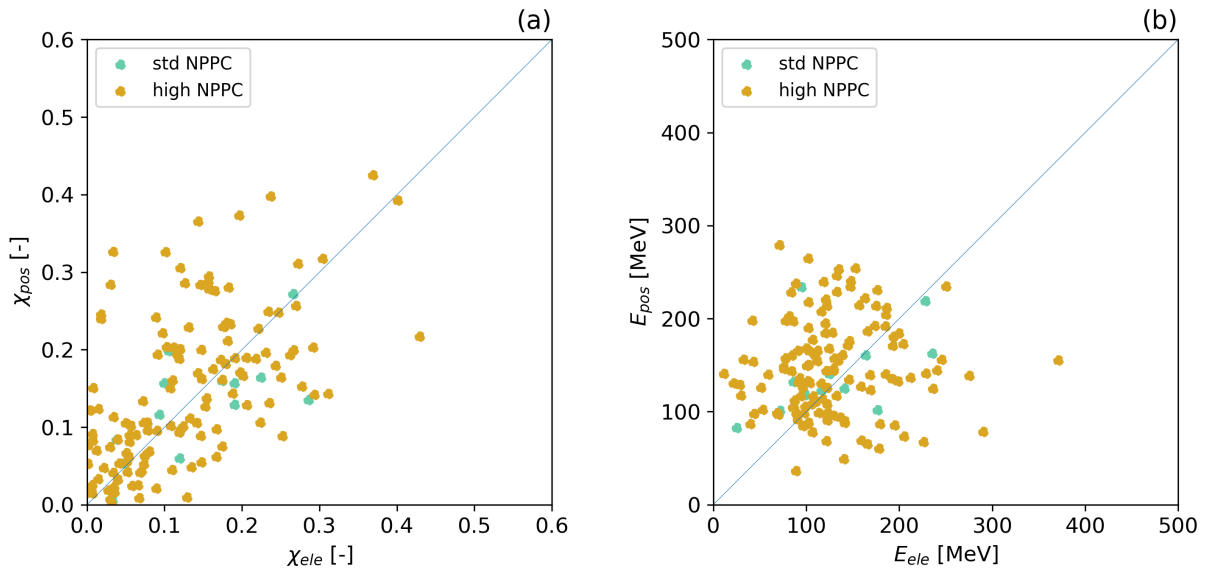 (a)
0.6
0.5
0.4
0.3
0.2
0.1
0.0
χpos [-]
std NPPC
high NPPC
0.0 0.1 0.2 0.3 0.4 0.5 0.6
χele [-]
(b)
500
400
300
200
100
0
Epos [MeV]
std NPPC
high NPPC
0 100 200 300 400 500
Eele [MeV]